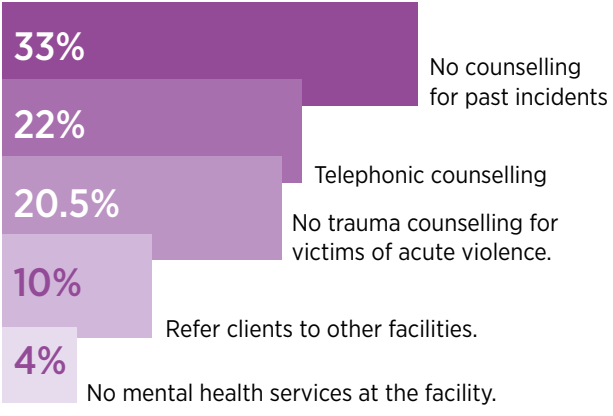 33%
No counselling
for past incidents
22%
Telephonic counselling
20.5%
No trauma counselling for
victims of acute violence.
10%
Refer clients to other facilities.
4%
No mental health services at the facility.